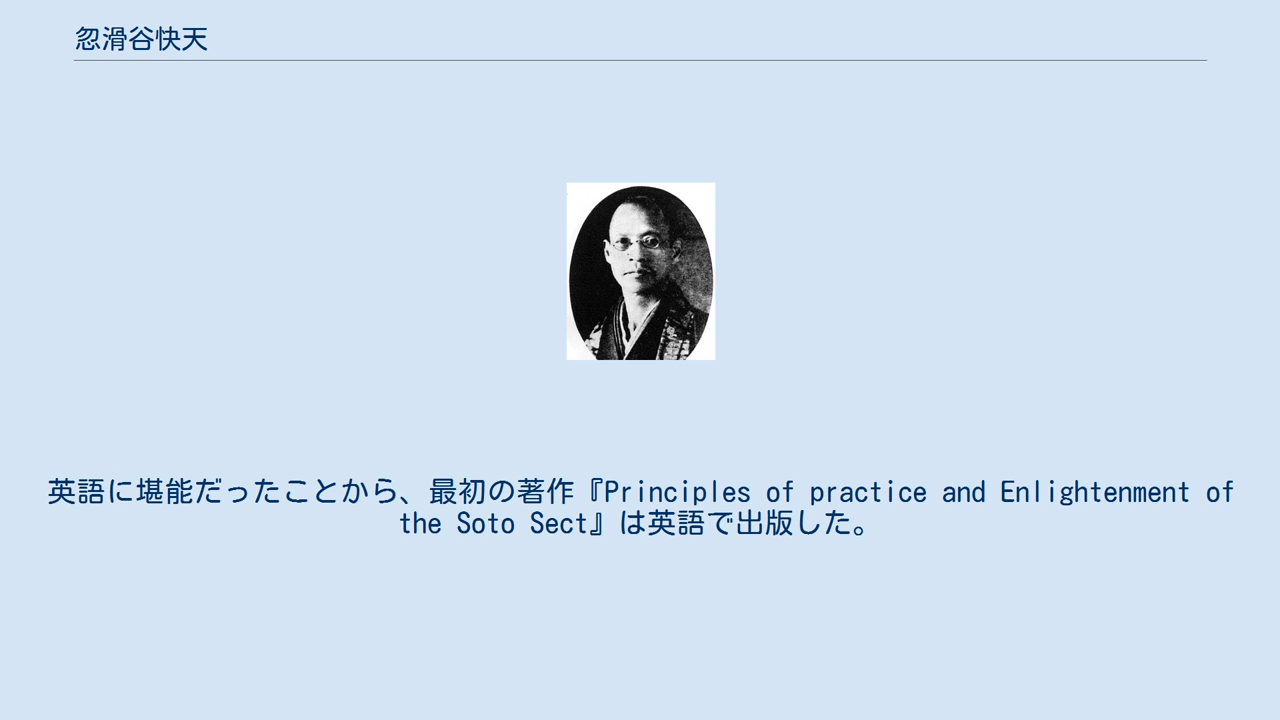 忽滑谷快天
英語に堪能だったことから、最初の著作『Principles of practice and Enlightenment of
the Soto Sect』は英語で出版した。